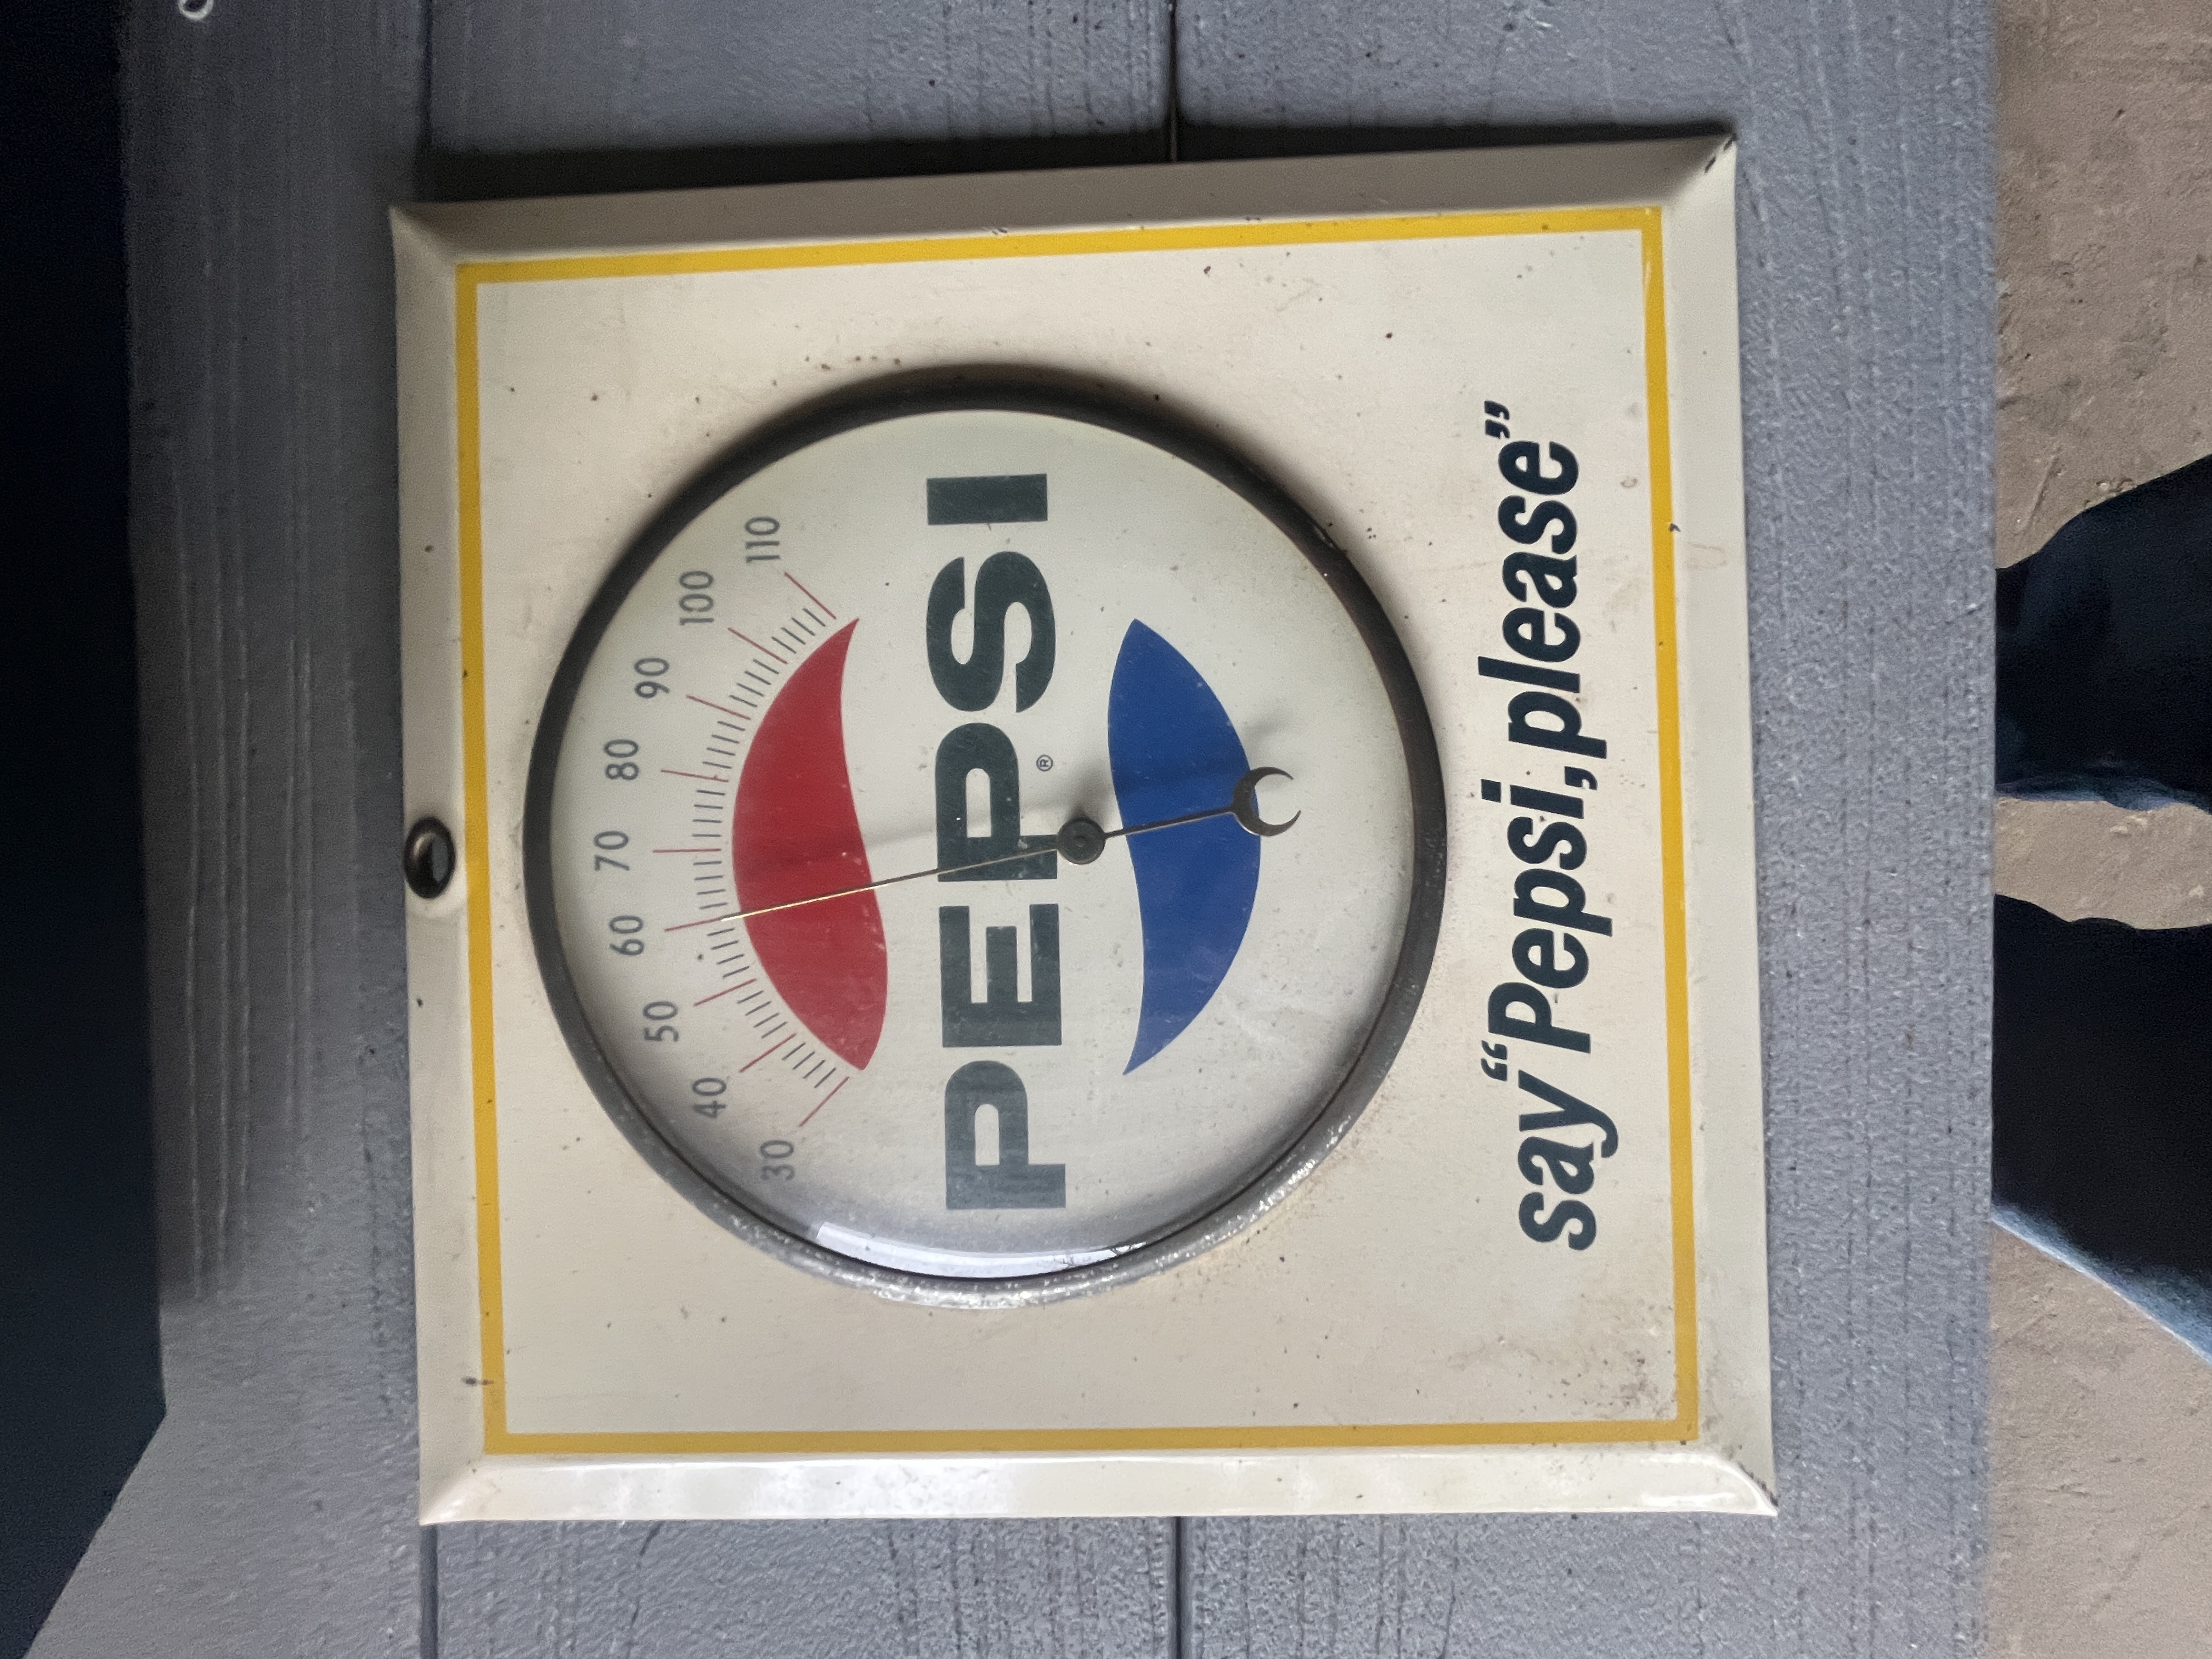 30 40 50 60 70 80 90 100 110
PEPSI
®
say "Pepsi, please"